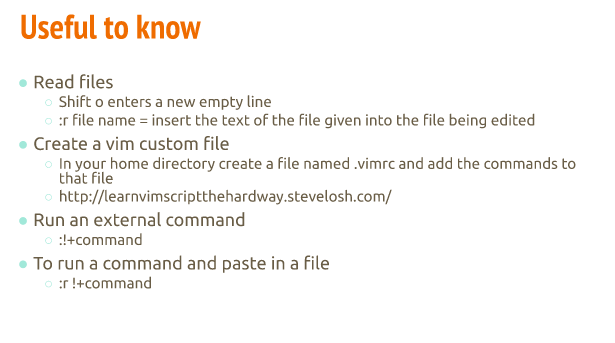 Useful to know
Read files
Shift o enters a new empty line
:r file name = insert the text of the file given into the file being edited
Create a vim custom file
In your home directory create a file named .vimrc and add the commands to
that file
http://learnvimscriptthehardway.stevelosh.com/
Run an external command
:!+command
To run a command and paste in a file
:r !+command